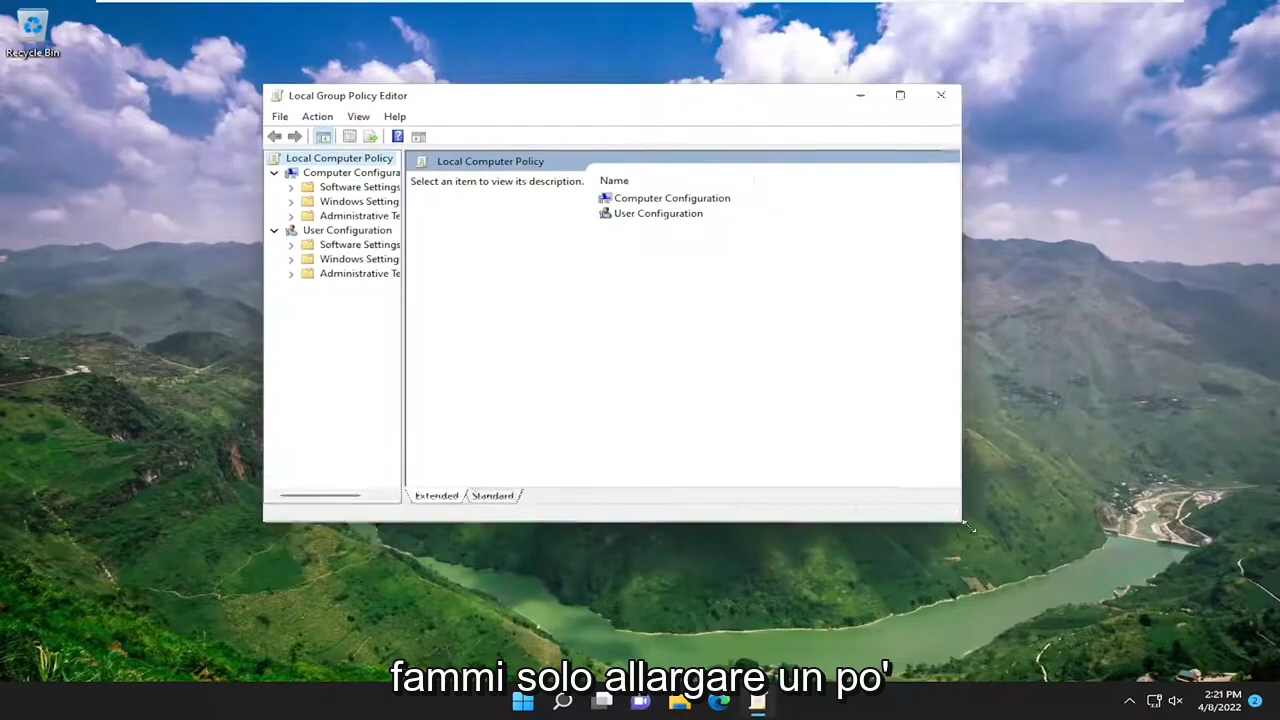 Recycle Bin
Local Group Policy Editor
File Action View Help
Local Computer Policy
Computer Configura
Software Settings
Windows Setting
Administrative Te
User Configuration
Software Settings
Windows Setting
Administrative Te
Local Computer Policy
Select an item to view its description.
Name
Computer Configuration
User Configuration
Extended Standard
fammi solo allargare un po'
2:21 PM
4/8/2022
2